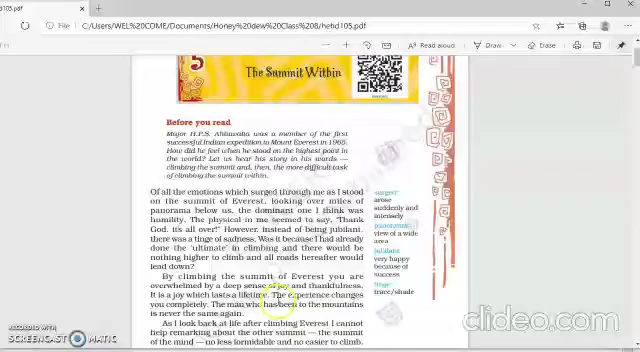 hehd105.pdf
File | C:/Users/WEL%20COME/Documents/Honey%20dew%20Class%208/hehd105.pdf
Read aloud
Draw
Erase
5
The Summit Within
Before you read
Major H.P.S. Ahluwalia was a member of the first
successful Indian expedition to Mount Everest in 1965.
How did he feel when he stood on the highest point in
the world? Let us hear his story in his words —
climbing the summit and, then, the more difficult task
of climbing the summit within.
Of all the emotions which surged through me as I stood
on the summit of Everest, looking over miles of
panorama below us, the dominant one I think was
humility. The physical in me seemed to say, "Thank
God, it's all over!" However, instead of being jubilant,
there was a tinge of sadness. Was it because I had already
done the 'ultimate' in climbing and there would be
nothing higher to climb and all roads hereafter would
lead down?
By climbing the summit of Everest you are
overwhelmed by a deep sense of joy and thankfulness.
It is a joy which lasts a lifetime. The experience changes
you completely. The man who has been to the mountains
is never the same again.
As I look back at life after climbing Everest I cannot
help remarking about the other summit — the summit
of the mind — no less formidable and no easier to climb.
surged
arose
suddenly and
intensely
panorama
view of a wide
area
jubilant
very happy
because of
success
tinge
trace/shade
RECORDED WITH
SCREENCAST MATIC
clideo.com